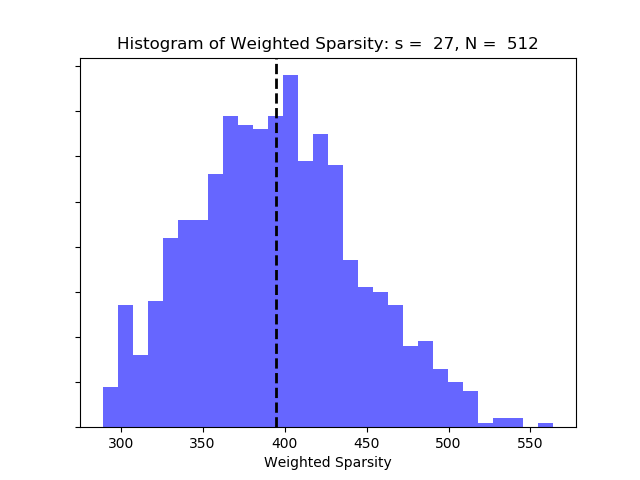 Histogram of Weighted Sparsity: s =  27, N =  512
300 350 400 450 500 550
Weighted Sparsity